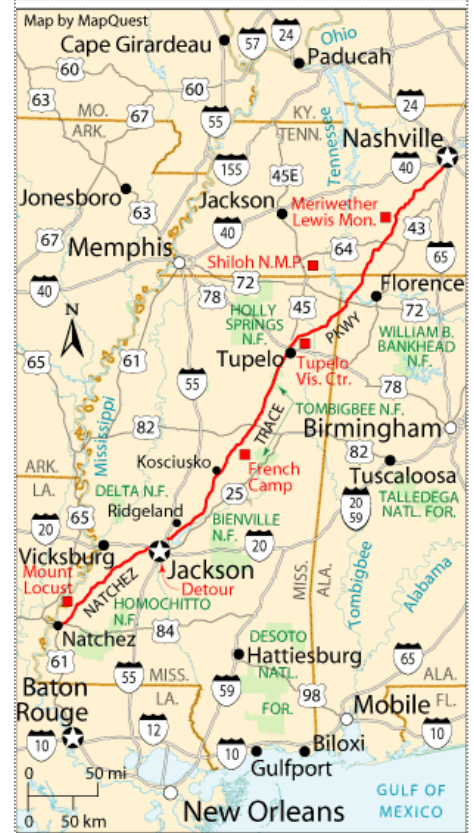 Map by MapQuest
Cape Girardeau
57
24
Ohio
Paducah
60
60
63
67
MO.
ARK.
55
KY.
TENN.
24
Nashville
155
45E
Tennessee
40
Jonesboro
63
Jackson
Meriwether
Lewis Mon.
43
67
40
64
65
Memphis
Shiloh N.M.P.
40
78
72
Florence
N
HOLLY
SPRINGS
N.F.
45
PKWY
72
WILLIAM B.
BANKHEAD
N.F.
65
61
Tupelo
Tupelo
Vis. Ctr.
55
78
Mississippi
82
TRACE
TOMBIGBEE N.F.
Birmingham
Kosciusko
82
ARK.
LA.
French
Camp
Tuscaloosa
DELTA N.F.
25
20
59
TALLEDEGA
NATL. FOR.
65
Ridgeland
BIENVILLE
N.F.
20
Vicksburg
20
Jackson
MISS.
ALA.
Tombigbee
Alabama
Mount
Locust
NATCHEZ
Detour
HOMOCHITTO
N.F.
Natchez
84
DESOTO
NATL.
FOR.
61
Hattiesburg
65
55
MISS.
LA.
59
98
ALA.
FL.
Baton
Rouge
Mobile
12
10
10
Biloxi
10
Gulfport
0 50 mi
0 50 km
GULF OF
MEXICO
New Orleans